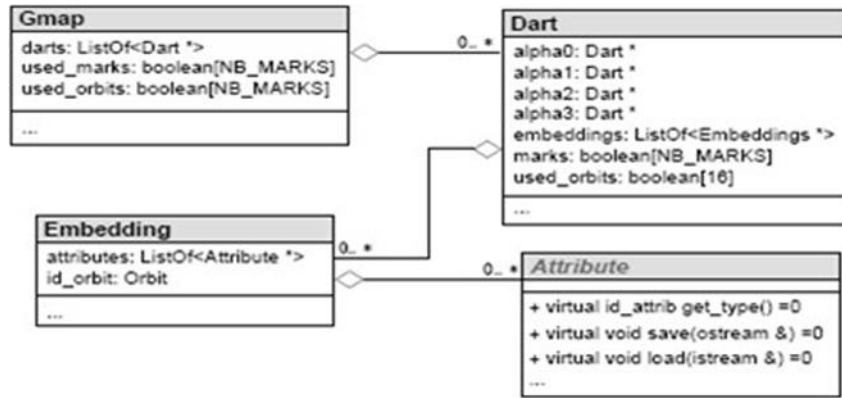 Gmap
darts: ListOf<Dart *>
used_marks: boolean[NB_MARKS]
used_orbits: boolean[NB_MARKS]
...
0.. *
Dart
alpha0: Dart *
alpha1: Dart *
alpha2: Dart *
alpha3: Dart *
embeddings: ListOf<Embeddings *>
marks: boolean[NB_MARKS]
used_orbits: boolean[16]
...
Embedding
attributes: ListOf<Attribute *>
id_orbit: Orbit
...
0.. *
0.. *
Attribute
+ virtual id_attrib get_type() =0
+ virtual void save(ostream &) =0
+ virtual void load(istream &) =0
...